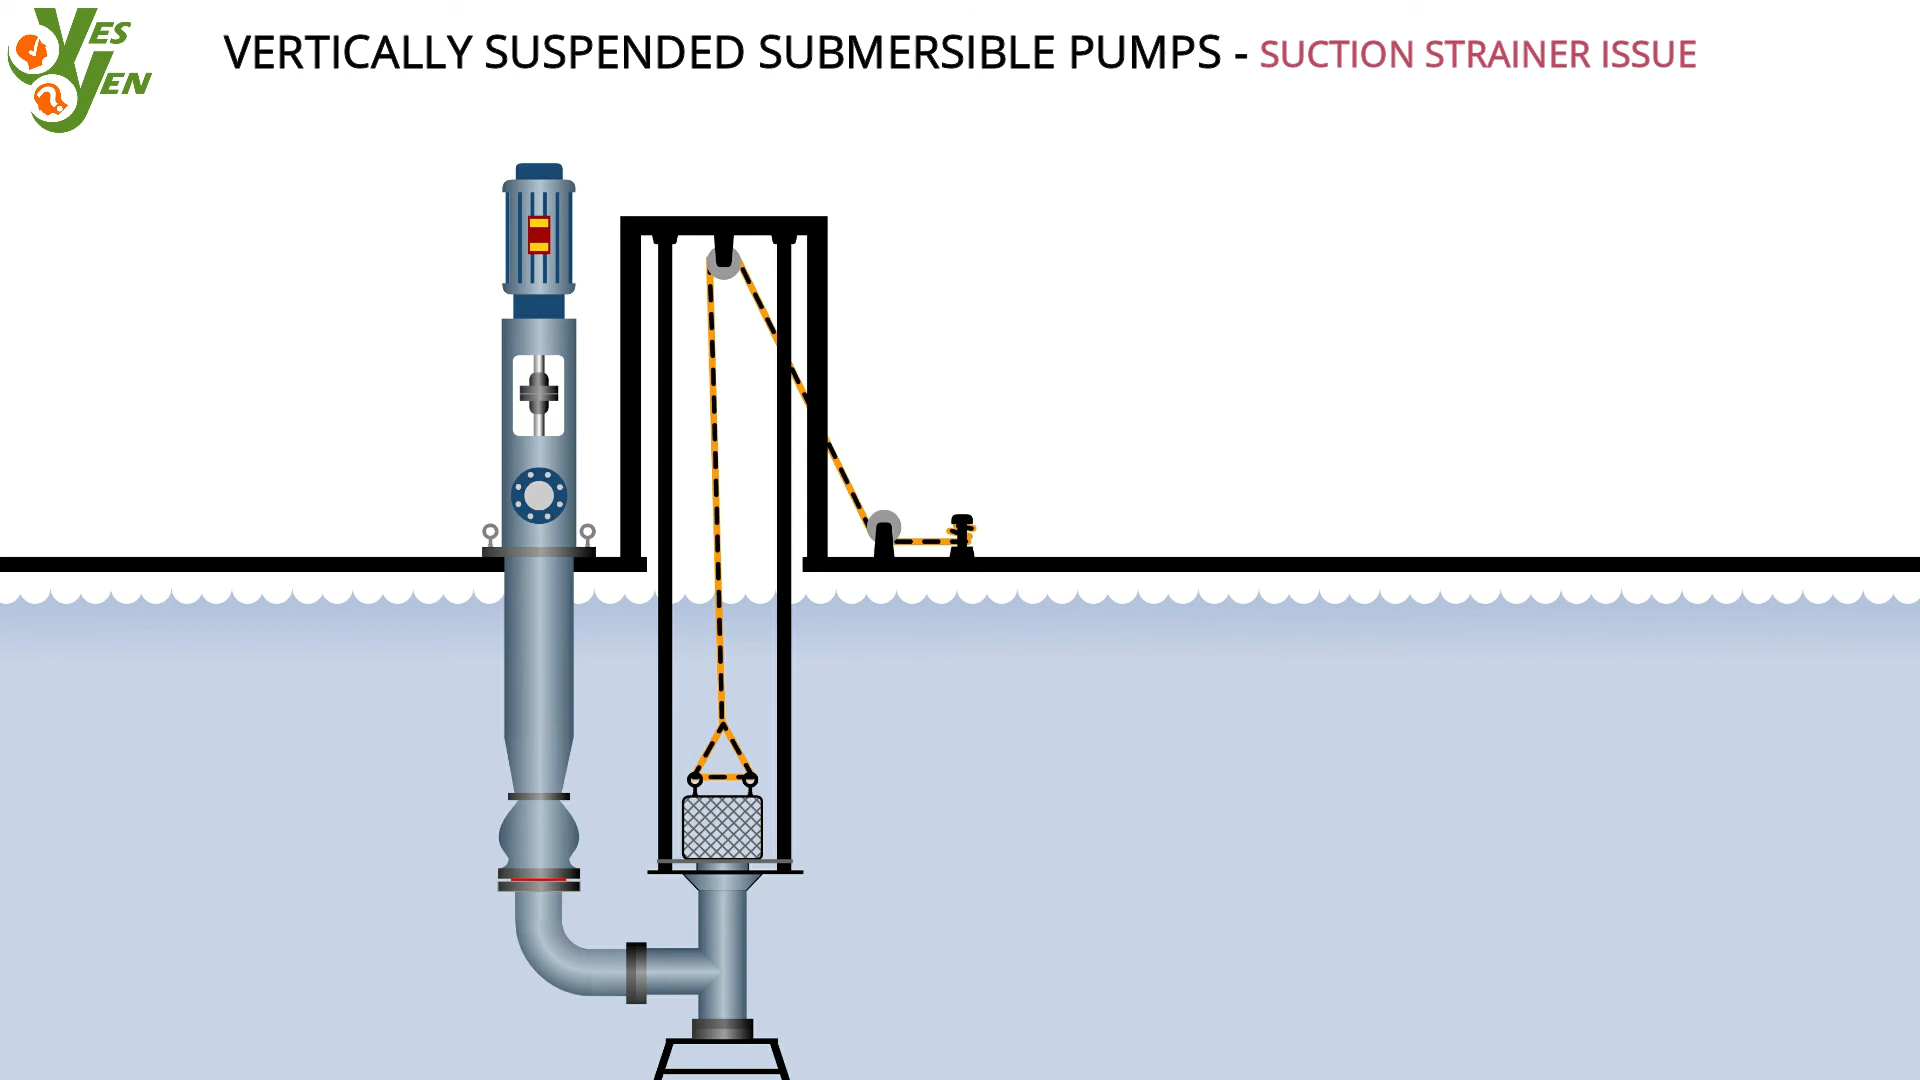 YES
YEN
VERTICALLY SUSPENDED SUBMERSIBLE PUMPS - SUCTION STRAINER ISSUE